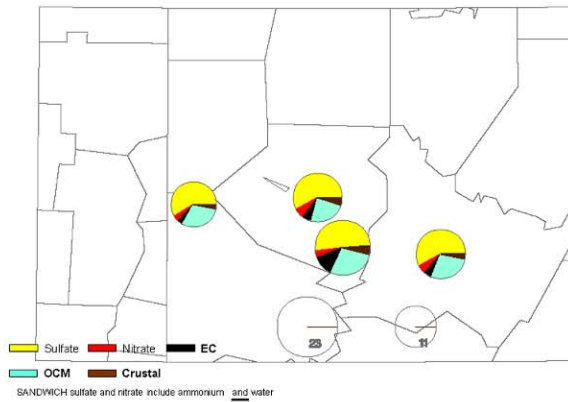 23 11
Sulfate Nitrate EC
OCM Crustal
SANDWICH sulfate and nitrate include ammonium and water